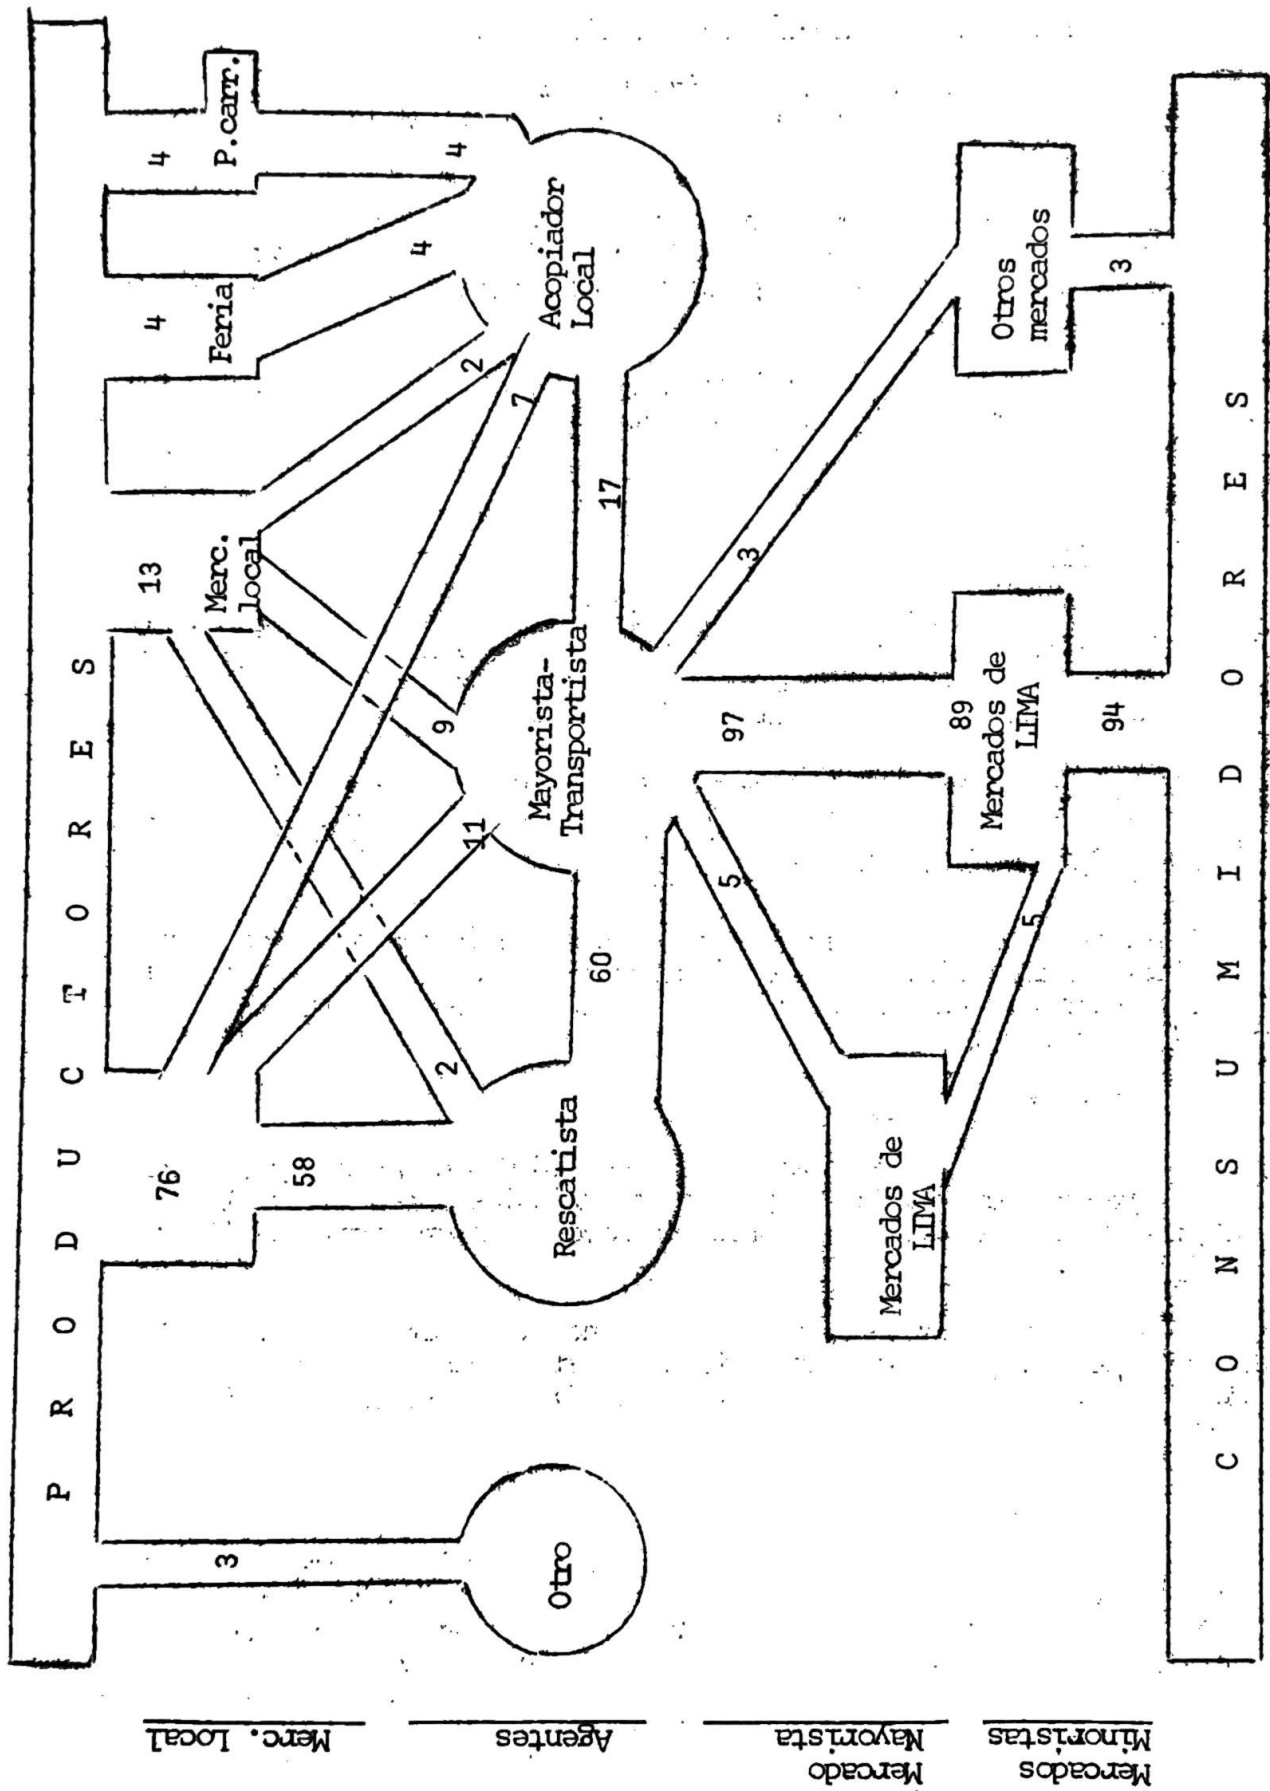 P R O D U C T O R E S
Merc. Local
76
13
4
4
3
Merc.
local
Feria
P.carr.
58
Agentes
2
11
9
2
7
4
4
Otro
Rescatista
Mayorista-
Transportista
Acopiador
Local
60
17
Mercado
Nayorista
5
97
3
Mercados de
LIMA
Mercados
Minoristas
89
Mercados de
LIMA
Otros
mercados
5
94
3
C O N S U M I D O R E S